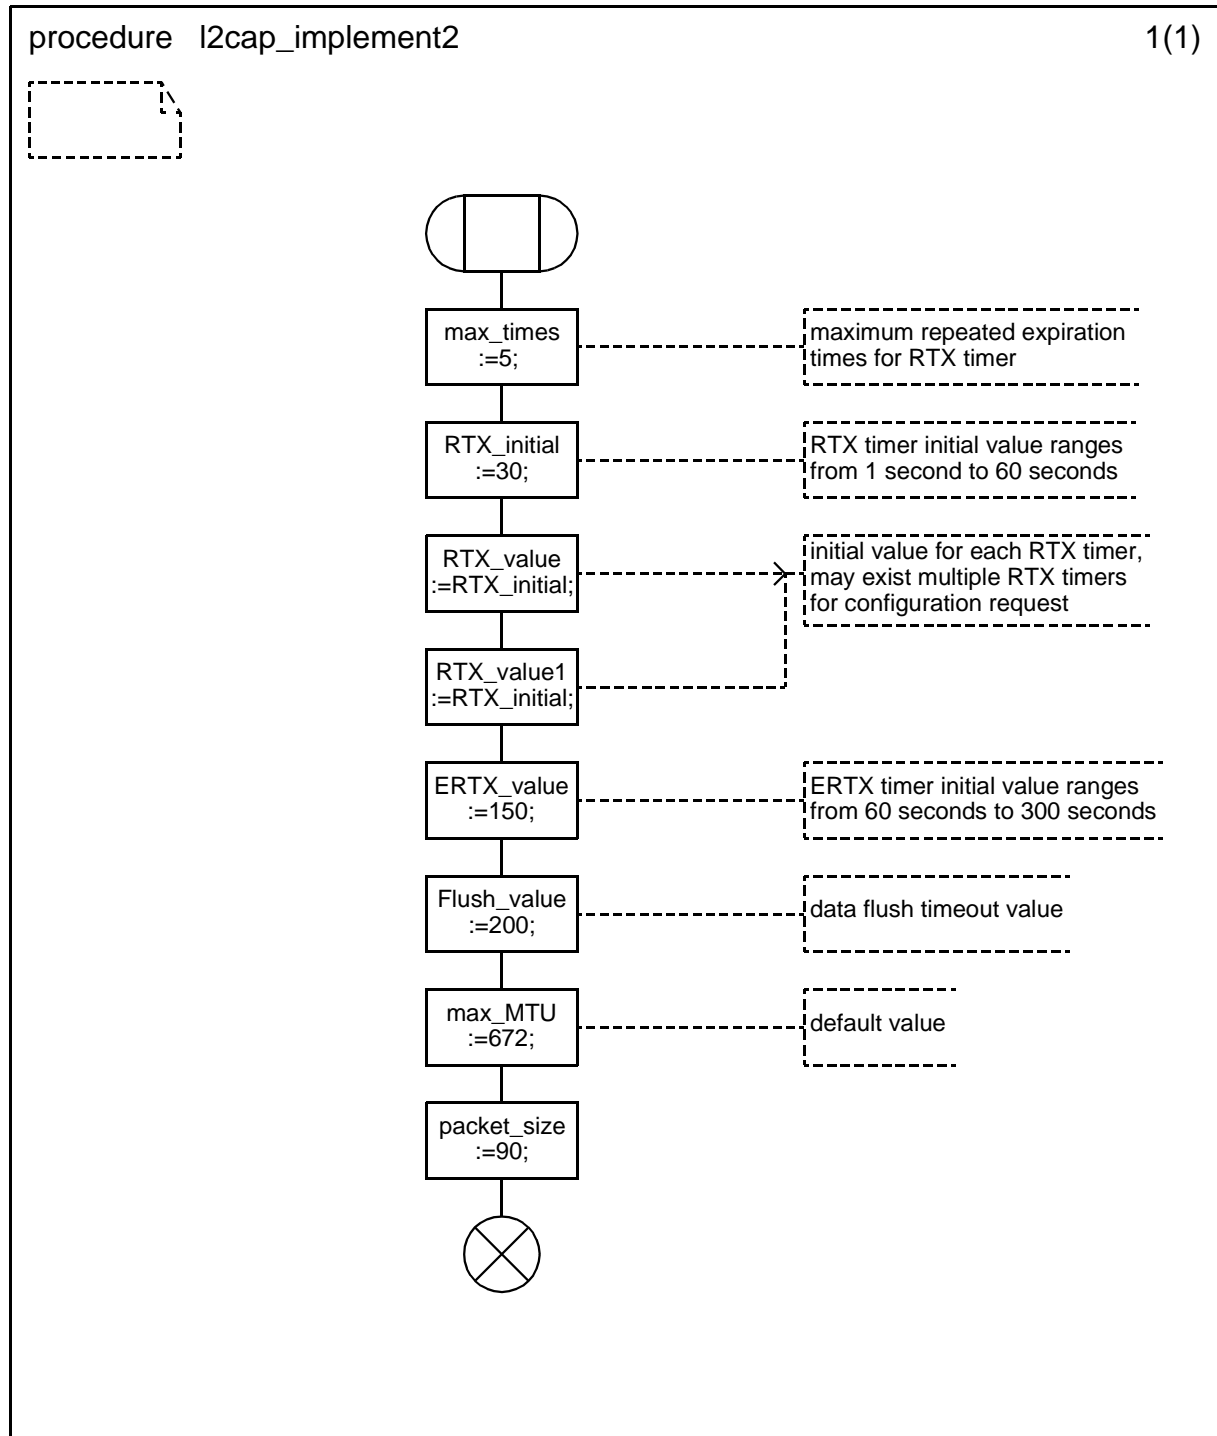 procedure l2cap_implement2
1(1)
max_times
:=5;
maximum repeated expiration
times for RTX timer
RTX_initial
:=30;
RTX timer initial value ranges
from 1 second to 60 seconds
RTX_value
:=RTX_initial;
initial value for each RTX timer,
may exist multiple RTX timers
for configuration request
RTX_value1
:=RTX_initial;
ERTX_value
:=150;
ERTX timer initial value ranges
from 60 seconds to 300 seconds
Flush_value
:=200;
data flush timeout value
max_MTU
:=672;
default value
packet_size
:=90;